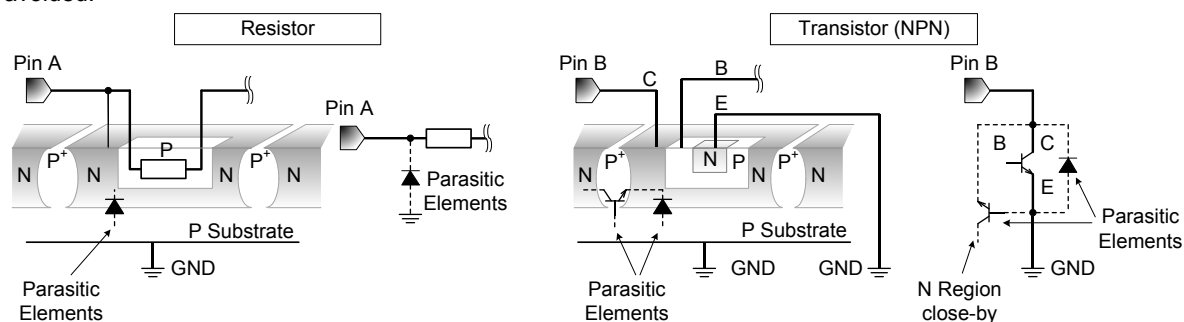 Resistor
Transistor (NPN)
Pin A
Pin B
Pin B
C
B
E
Pin A
N
P+
N
P
N
P+
N
Parasitic
Elements
P Substrate
GND
Parasitic
Elements
N
P+
N
N
P
N
P+
N
P Substrate
GND
GND
Parasitic
Elements
B
C
E
Parasitic
Elements
GND
N Region
close-by